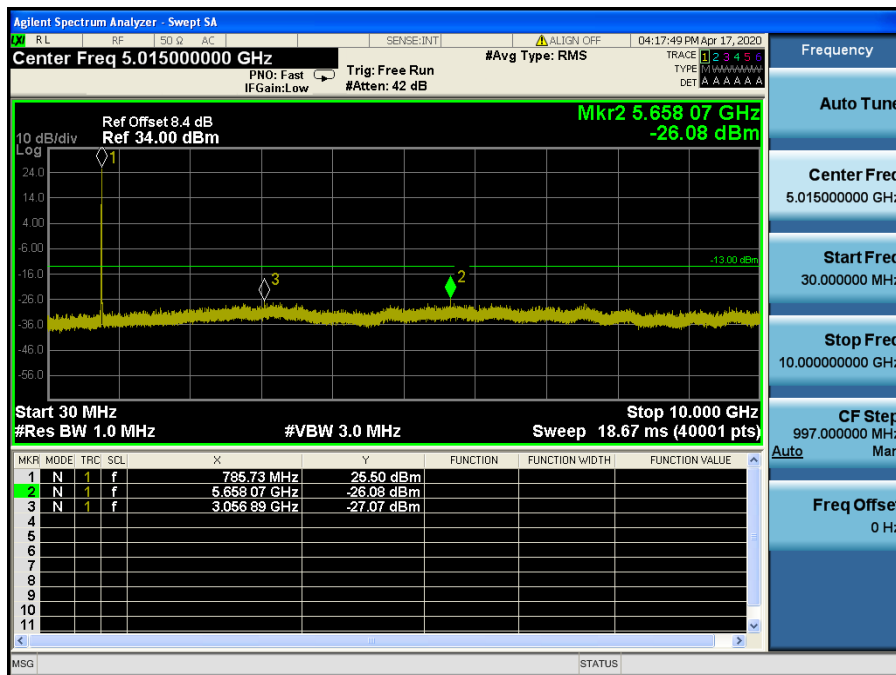 Agilent Spectrum Analyzer - Swept SA
LXI RL RF 50 Ω AC SENSE:INT ALIGN OFF 04:17:49 PM Apr 17, 2020
Center Freq 5.015000000 GHz
PNO: Fast
IFGain:Low
Trig: Free Run
#Atten: 42 dB
#Avg Type: RMS
TRACE 1 2 3 4 5 6
TYPE M WWWWW
DET A A A A A A
Mkr2 5.658 07 GHz
-26.08 dBm
Ref Offset 8.4 dB
10 dB/div Ref 34.00 dBm
Log
1
24.0
14.0
4.00
-6.00
-13.00 dBm
-16.0
3
2
-26.0
-36.0
-46.0
-56.0
Start 30 MHz Stop 10.000 GHz
#Res BW 1.0 MHz #VBW 3.0 MHz Sweep 18.67 ms (40001 pts)
MKR MODE TRC SCL X Y FUNCTION FUNCTION WIDTH FUNCTION VALUE
1 N 1 f 785.73 MHz 25.50 dBm
2 N 1 f 5.658 07 GHz -26.08 dBm
3 N 1 f 3.056 89 GHz -27.07 dBm
4
5
6
7
8
9
10
11
MSG STATUS
Frequency
Auto Tune
Center Freq
5.015000000 GHz
Start Freq
30.000000 MHz
Stop Freq
10.000000000 GHz
CF Step
997.000000 MHz
Auto Man
Freq Offset
0 Hz